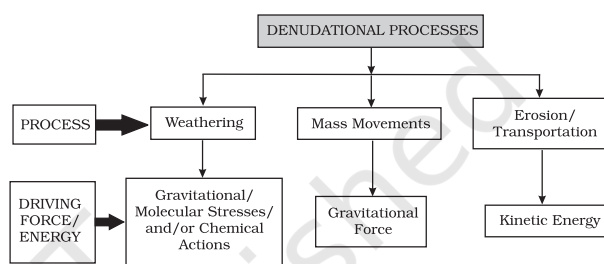 DENUDATIONAL PROCESSES
PROCESS
Weathering
Mass Movements
Erosion/
Transportation
DRIVING
FORCE/
ENERGY
Gravitational/
Molecular Stresses/
and/or Chemical
Actions
Gravitational
Force
Kinetic Energy